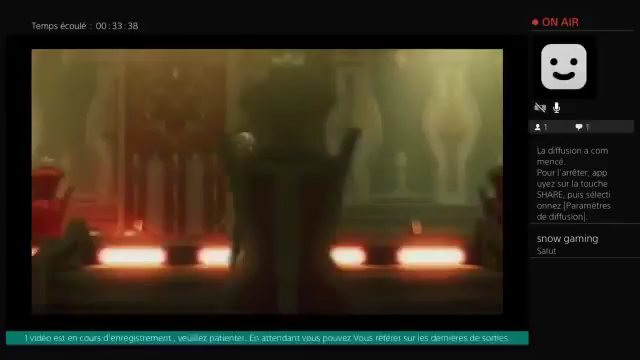 Temps écoulé : 00:33:38
ON AIR
1
1
La diffusion a com
mencé.
Pour l'arrêter, app
uyez sur la touche
SHARE, puis sélecti
onnez [Paramètres
de diffusion].
snow gaming
Salut
1 vidéo est en cours d'enregistrement , veuillez patienter. En attendant vous pouvez Vous référer sur les dernières de sorties.